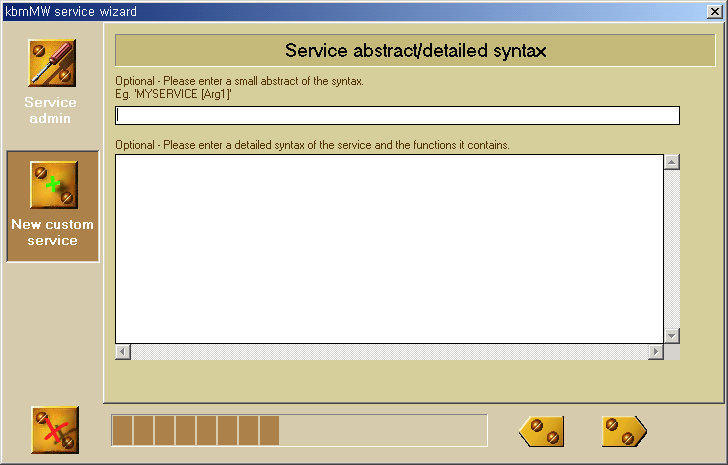 kbmMW service wizard
Service abstract/detailed syntax
Optional - Please enter a small abstract of the syntax.
Eg. 'MYSERVICE [Arg1]'
Optional - Please enter a detailed syntax of the service and the functions it contains.
Service
admin
New custom
service